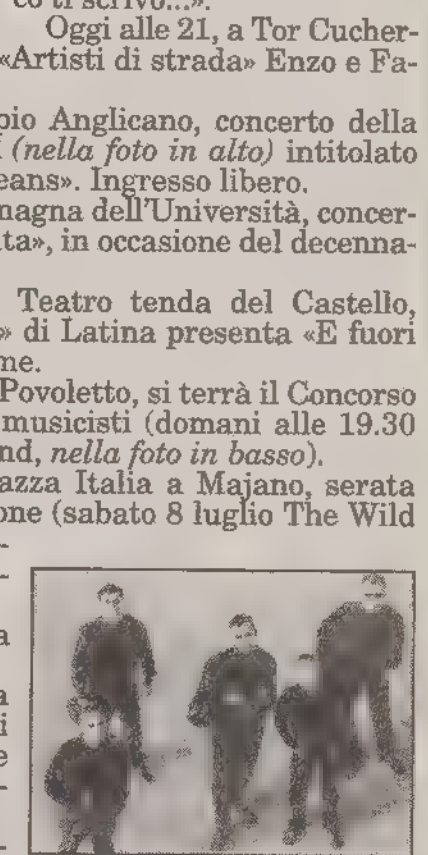 co ti scrivo...».
Oggi alle 21, a Tor Cucher-
«Artisti di strada» Enzo e Fa-
pio Anglicano, concerto della
(nella foto in alto) intitolato
eans». Ingresso libero.
magna dell'Università, concer-
ta», in occasione del decenna-
Teatro tenda del Castello,
» di Latina presenta «E fuori
me.
Povoletto, si terrà il Concorso
musicisti (domani alle 19.30
nd, nella foto in basso).
azza Italia a Majano, serata
one (sabato 8 luglio The Wild
-
-
a
a
i
e
-
-